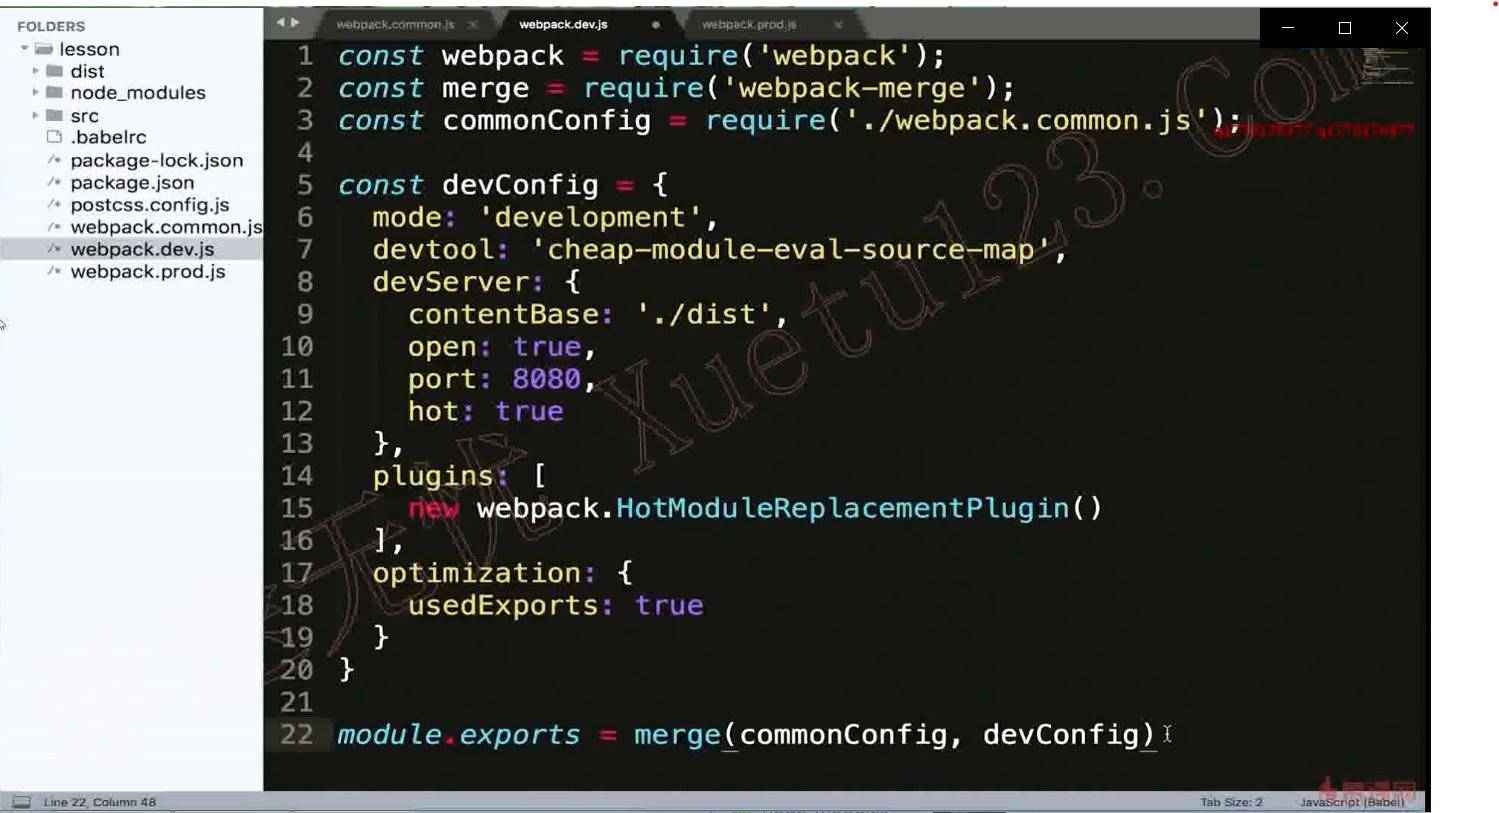 FOLDERS
lesson
dist
node_modules
src
.babelrc
package-lock.json
package.json
postcss.config.js
webpack.common.js
webpack.dev.js
webpack.prod.js
webpack.common.js
webpack.dev.js
webpack.prod.js
1 const webpack = require('webpack');
2 const merge = require('webpack-merge');
3 const commonConfig = require('./webpack.common.js');
4
5 const devConfig = {
6 mode: 'development',
7 devtool: 'cheap-module-eval-source-map',
8 devServer: {
9 contentBase: './dist',
10 open: true,
11 port: 8080,
12 hot: true
13 },
14 plugins: [
15 new webpack.HotModuleReplacementPlugin()
16 ],
17 optimization: {
18 usedExports: true
19 }
20 }
21
22 module.exports = merge(commonConfig, devConfig)
无忧 Xuetu123.Com
Line 22, Column 48
Tab Size: 2
JavaScript (Babel)